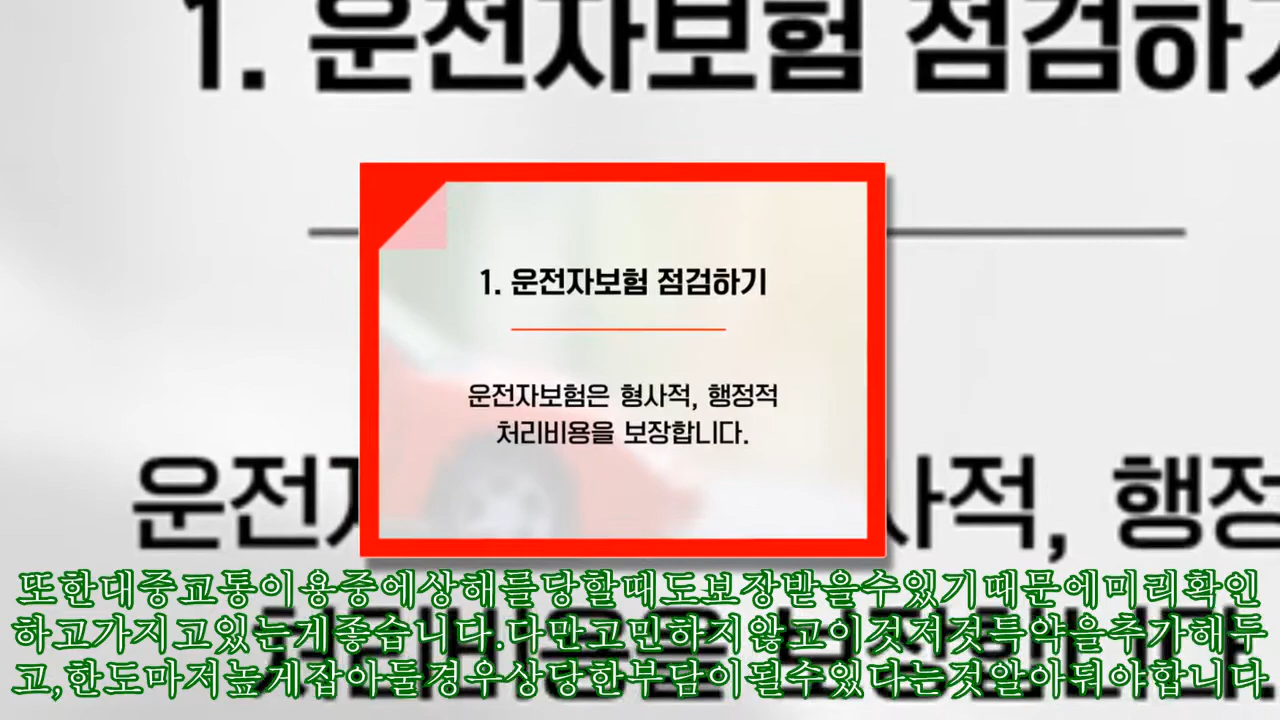 1. 운전자보험 점검하기
1. 운전자보험 점검하기
운전자보험은 형사적, 행정적
처리비용을 보장합니다.
또한대중교통이용중에상해를당할때도보장받을수있기때문에미리확인
하고가지고있는게좋습니다.다만고민하지않고이것저것특약을추가해두
고,한도마저높게잡아둘경우상당한부담이될수있다는것알아둬야합니다